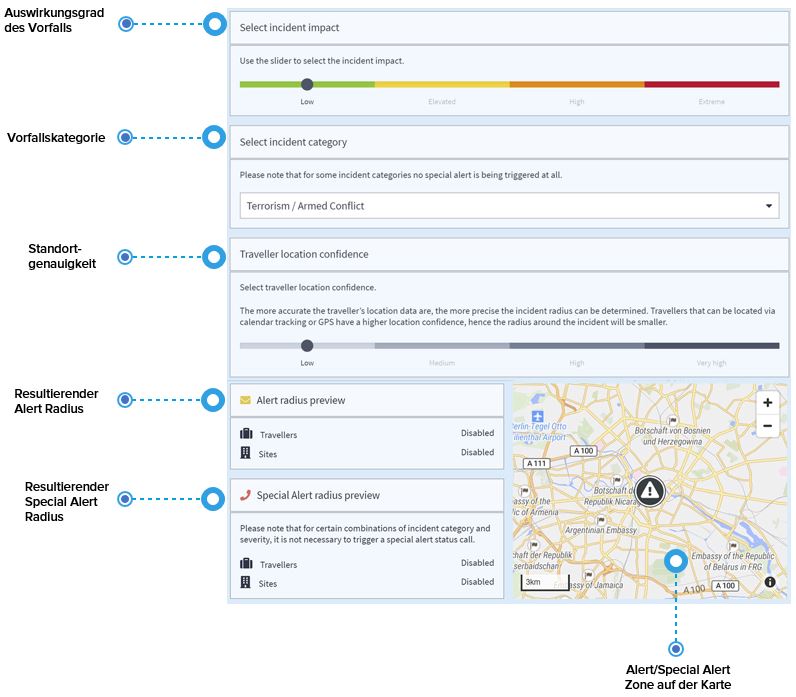 Auswirkungsgrad
des Vorfalls
Select incident impact
Use the slider to select the incident impact.
Low
Elevated
High
Extreme
Vorfallskategorie
Select incident category
Please note that for some incident categories no special alert is being triggered at all.
Terrorism / Armed Conflict
Standort-
genauigkeit
Traveller location confidence
Select traveller location confidence.
The more accurate the traveller's location data are, the more precise the incident radius can be determined. Travellers that can be located via
calendar tracking or GPS have a higher location confidence, hence the radius around the incident will be smaller.
Low
Medium
High
Very high
Resultierender
Alert Radius
Alert radius preview
Travellers
Disabled
Sites
Disabled
Resultierender
Special Alert
Radius
Special Alert radius preview
Please note that for certain combinations of incident category and
severity, it is not necessary to trigger a special alert status call.
Travellers
Disabled
Sites
Disabled
+
−
Berlin-Tegel Otto
Lilienthal Airport
Botschaft von Bosnien
und Herzegowina
A 100
A 111
Botschaft d
Republik Nicara
assy of the
lic of Armenia
Argentinian Embassy
chaft der Republik
serbaidschan
Embassy of the Republic
of Belarus in FRG
Embassy of Jamaica
3km
A 100
A 100
Alert/Special Alert
Zone auf der Karte